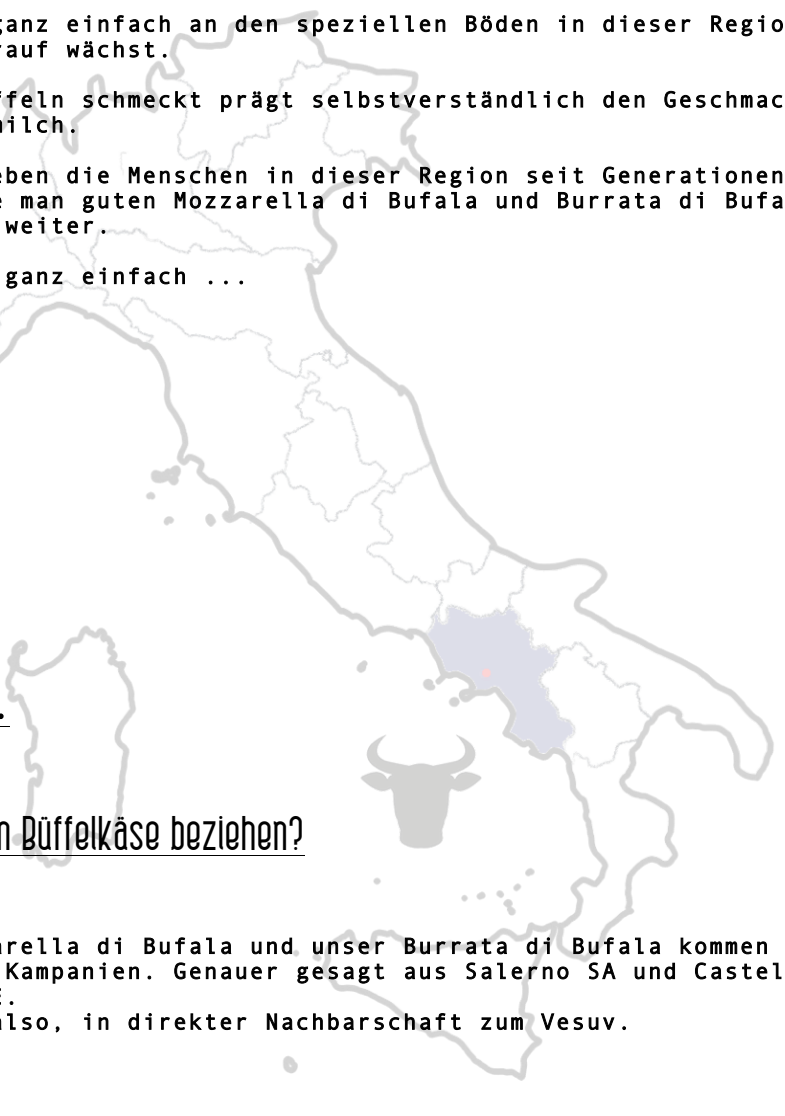 ganz einfach an den speziellen Böden in dieser Regio
rauf wächst.
ffeln schmeckt prägt selbstverständlich den Geschmac
milch.
eben die Menschen in dieser Region seit Generationen
e man guten Mozzarella di Bufala und Burrata di Bufa
weiter.
ganz einfach ...
.
n Büffelkäse beziehen?
arella di Bufala und unser Burrata di Bufala kommen
Kampanien. Genauer gesagt aus Salerno SA und Castel
E.
also, in direkter Nachbarschaft zum Vesuv.